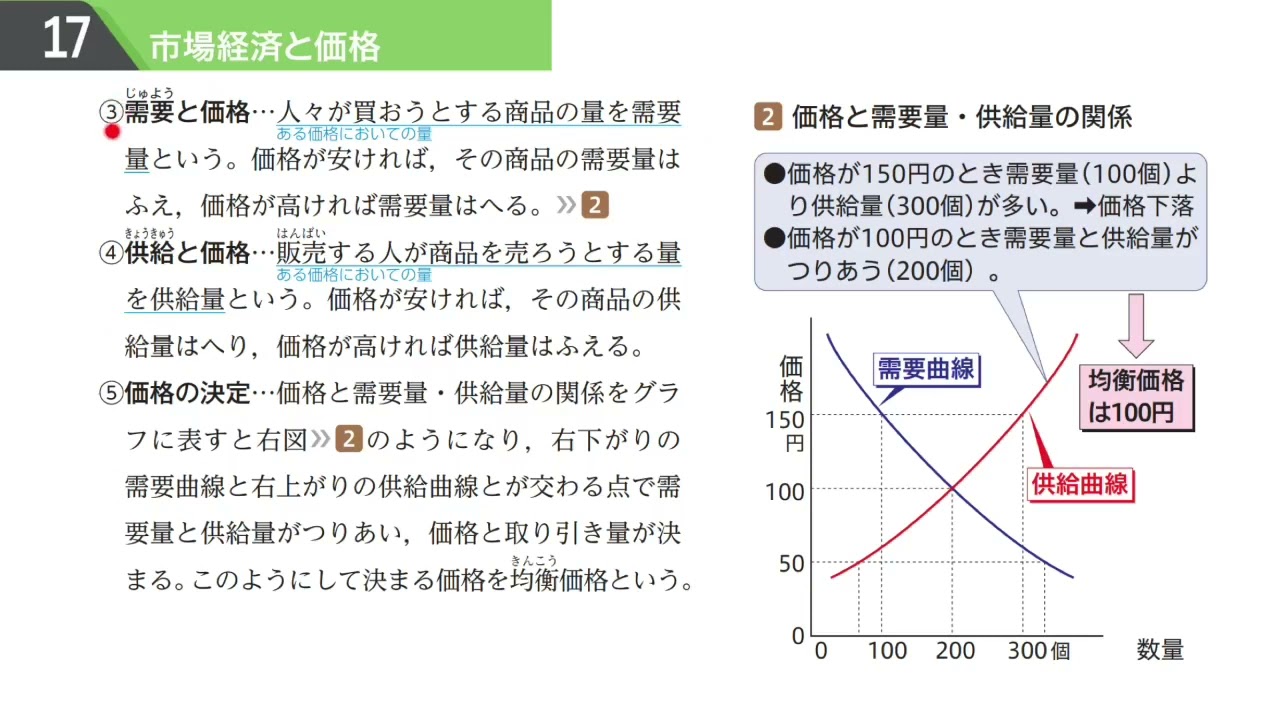 17
市場経済と価格
じゅよう
③需要と価格…人々が買おうとする商品の量を需要
ある価格においての量
量という。価格が安ければ，その商品の需要量は
ふえ，価格が高ければ需要量はへる。》2
きょうきゅう はんばい
④供給と価格…販売する人が商品を売ろうとする量
ある価格においての量
を供給量という。価格が安ければ，その商品の供
給量はへり，価格が高ければ供給量はふえる。
⑤価格の決定…価格と需要量・供給量の関係をグラ
フに表すと右図》2のようになり，右下がりの
需要曲線と右上がりの供給曲線とが交わる点で需
要量と供給量がつりあい，価格と取り引き量が決
きんこう
まる。このようにして決まる価格を均衡価格という。
2 価格と需要量・供給量の関係
●価格が150円のとき需要量（100個）よ
り供給量（300個）が多い。➡価格下落
●価格が100円のとき需要量と供給量が
つりあう（200個）。
価格
需要曲線
均衡価格
は100円
150
円
供給曲線
100
50
0
0 100 200 300個 数量